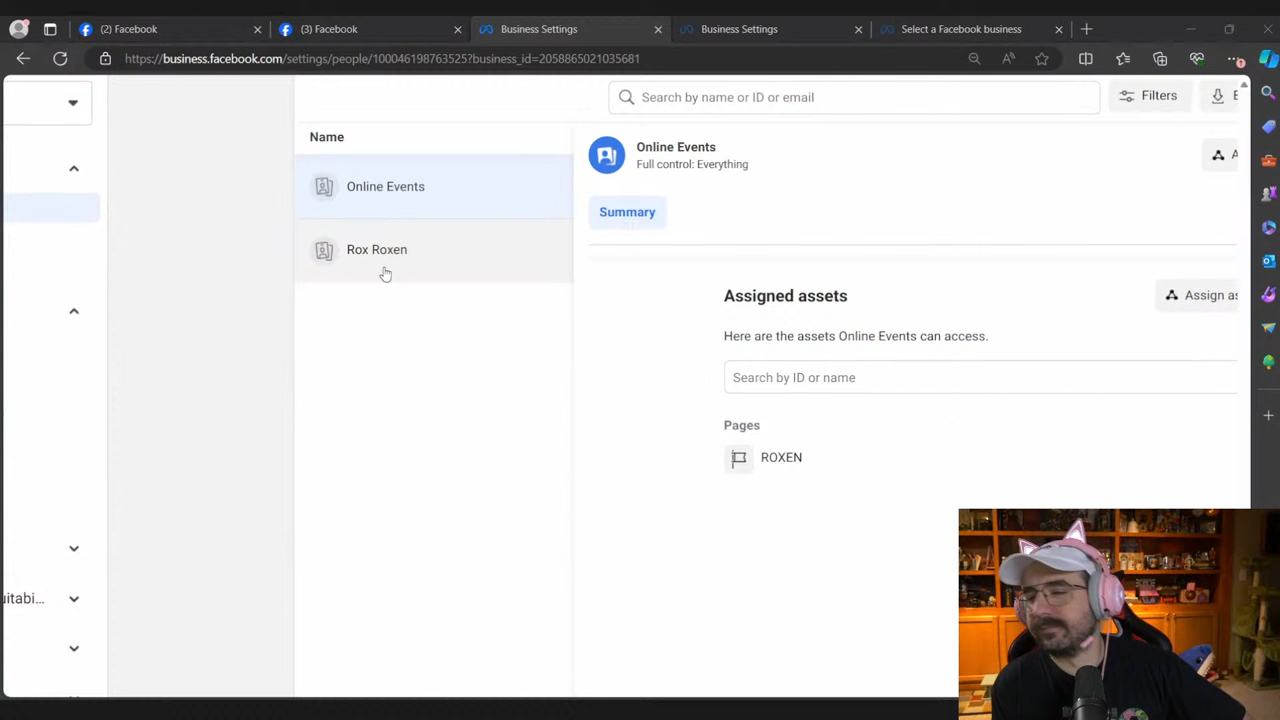 (2) Facebook
(3) Facebook
Business Settings
Business Settings
Select a Facebook business
https://business.facebook.com/settings/people/100046198763525?business_id=2058865021035681
Search by name or ID or email
Filters
E
Name
Online Events
Rox Roxen
Online Events
Full control: Everything
A
Summary
Assigned assets
Assign as
Here are the assets Online Events can access.
Search by ID or name
Pages
ROXEN
uitabi...